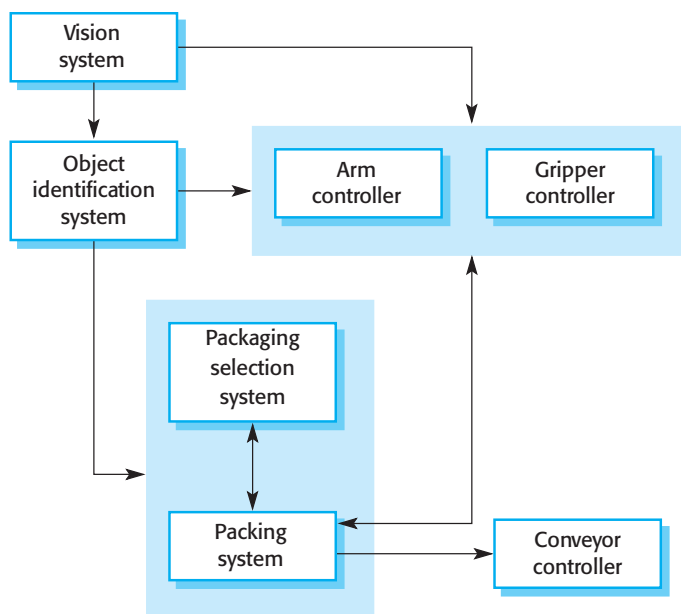 Vision
system
Object
identification
system
Arm
controller
Gripper
controller
Packaging
selection
system
Packing
system
Conveyor
controller